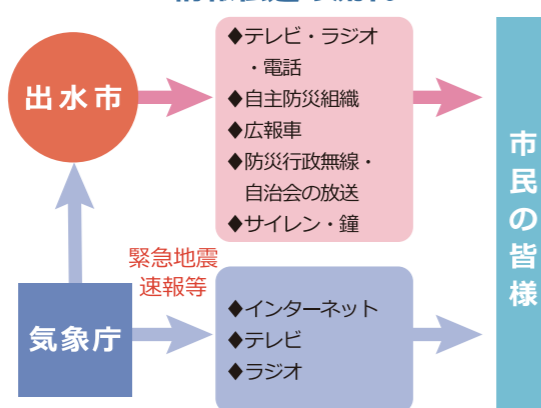 出水市
◆テレビ・ラジオ
・電話
◆自主防災組織
◆広報車
◆防災行政無線・
自治会の放送
◆サイレン・鐘
緊急地震
速報等
気象庁
◆インターネット
◆テレビ
◆ラジオ
市民の皆様